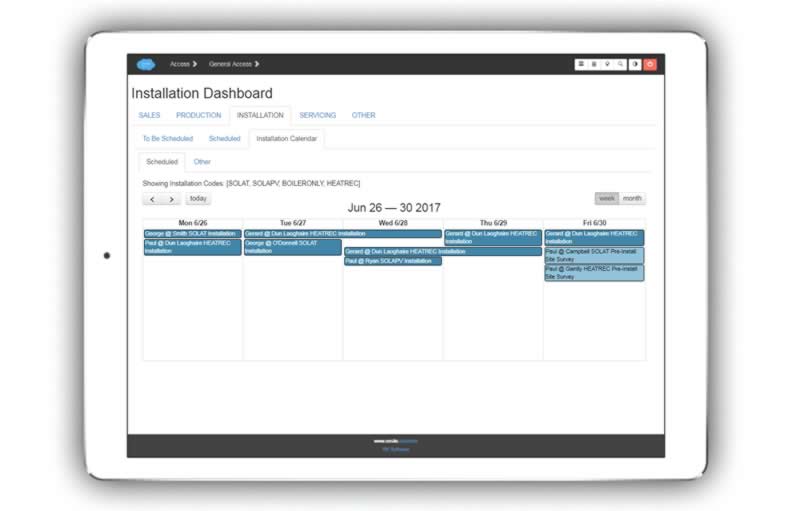 Access
General Access
Installation Dashboard
SALES PRODUCTION INSTALLATION SERVICING OTHER
To Be Scheduled Scheduled Installation Calendar
Scheduled Other
Showing Installation Codes: [SOLAT, SOLAPV, BOILERONLY, HEATREC]
today
week month
Jun 26 — 30 2017
Mon 6/26 Tue 6/27 Wed 6/28 Thu 6/29 Fri 6/30
George @ Smith SOLAT Installation
Paul @ Dun Laoghaire HEATREC
Installation
Gerard @ Dun Laoghaire HEATREC Installation
George @ O'Donnell SOLAT
Installation
Gerard @ Dun Laoghaire HEATREC Installation
Paul @ Ryan SOLAPV Installation
Gerard @ Dun Laoghaire HEATREC
Installation
Gerard @ Dun Laoghaire HEATREC
Installation
Paul @ Campbell SOLAT Pre-Install
Site Survey
Paul @ Gantly HEATREC Pre-Install
Site Survey